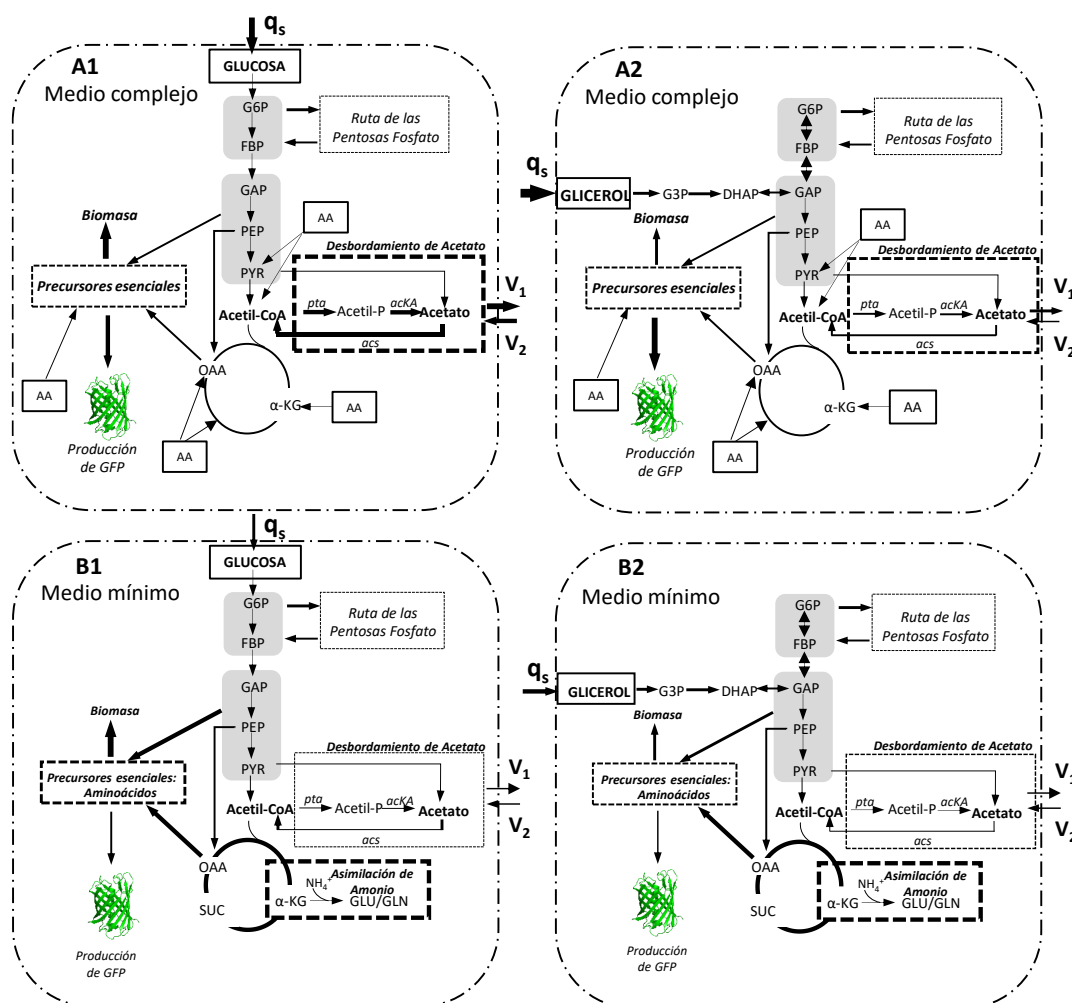 q_s
A1
Medio complejo
GLUCOSA
G6P
FBP
Ruta de las
Pentosas Fosfato
GAP
PEP
PYR
AA
Biomasa
Precursores esenciales
Desbordamiento de Acetato
Acetil-CoA
pta
Acetil-P
acKA
Acetato
acs
V1
V2
OAA
α-KG
AA
AA
AA
Producción
de GFP
A2
Medio complejo
q_s
GLICEROL
G3P
DHAP
G6P
FBP
Ruta de las
Pentosas Fosfato
GAP
PEP
PYR
AA
Biomasa
Precursores esenciales
Desbordamiento de Acetato
Acetil-CoA
pta
Acetil-P
acKA
Acetato
acs
V1
V2
OAA
α-KG
AA
AA
AA
Producción
de GFP
q_s
B1
Medio mínimo
GLUCOSA
G6P
FBP
Ruta de las
Pentosas Fosfato
GAP
PEP
PYR
Biomasa
Precursores esenciales:
Aminoácidos
Desbordamiento de Acetato
Acetil-CoA
pta
Acetil-P
acKA
Acetato
acs
V1
V2
OAA
SUC
Asimilación de
Amonio
NH4+
α-KG
GLU/GLN
Producción
de GFP
B2
Medio mínimo
q_s
GLICEROL
G3P
DHAP
G6P
FBP
Ruta de las
Pentosas Fosfato
GAP
PEP
PYR
Biomasa
Precursores esenciales:
Aminoácidos
Desbordamiento de Acetato
Acetil-CoA
pta
Acetil-P
acKA
Acetato
acs
V1
V2
OAA
SUC
Asimilación de
Amonio
NH4+
α-KG
GLU/GLN
Producción
de GFP